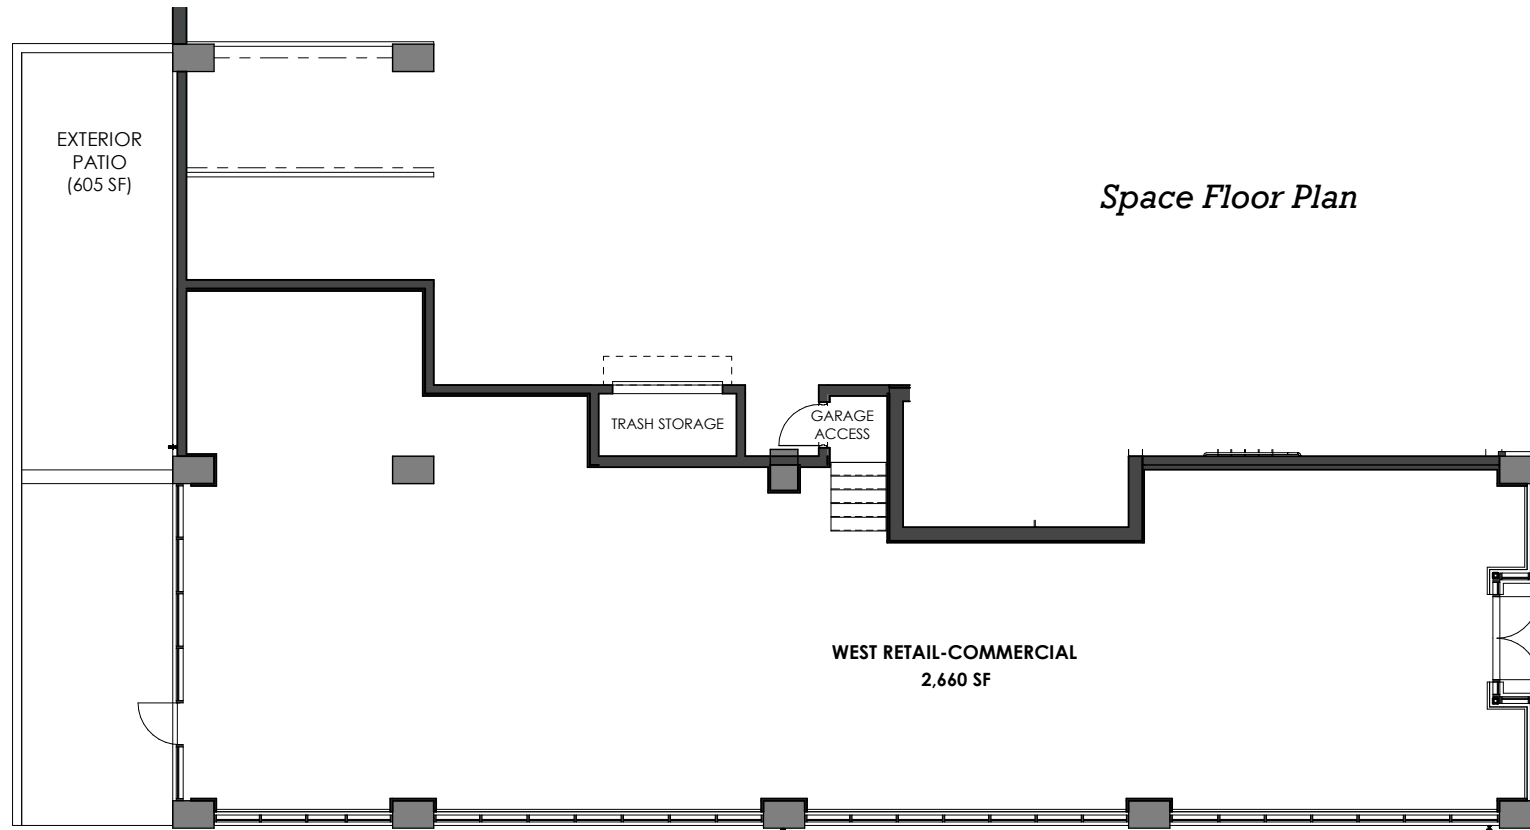 EXTERIOR
PATIO
(605 SF)
Space Floor Plan
TRASH STORAGE
GARAGE
ACCESS
WEST RETAIL-COMMERCIAL
2,660 SF